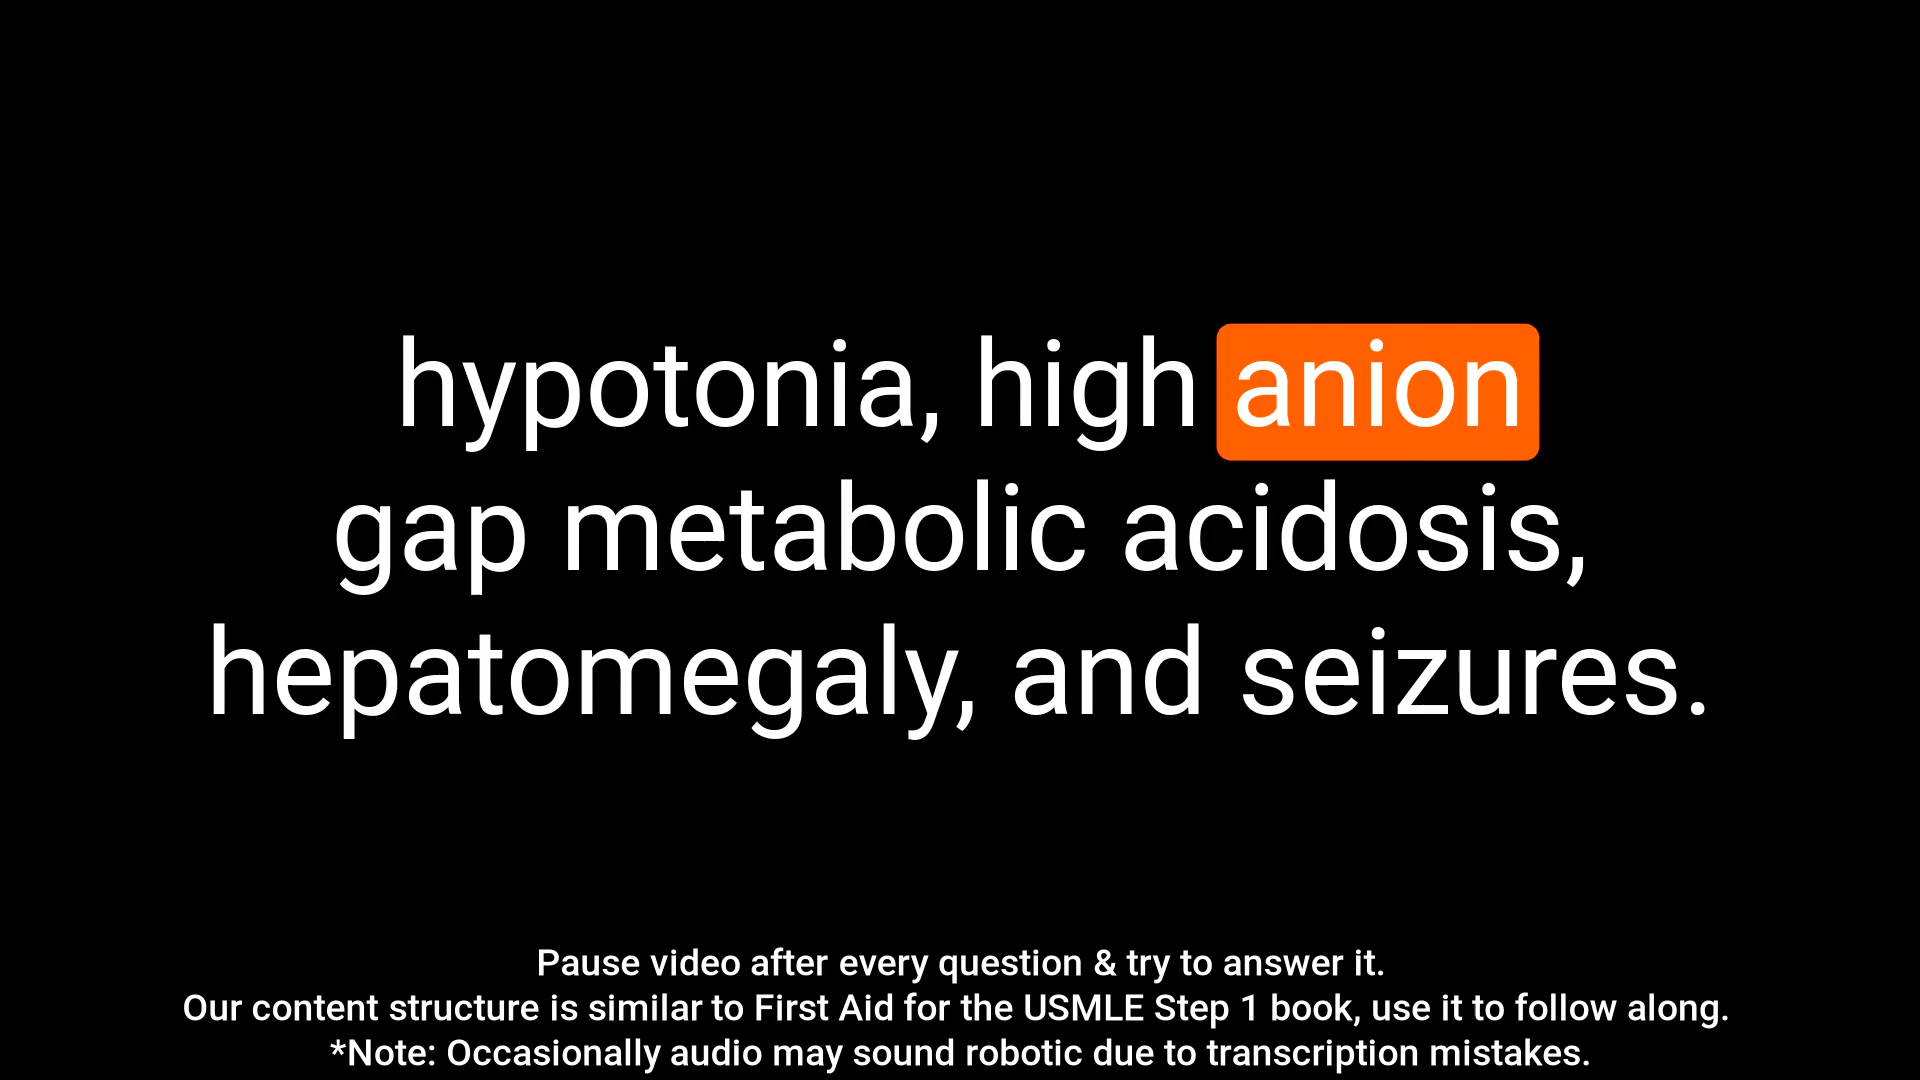 hypotonia, high anion
gap metabolic acidosis,
hepatomegaly, and seizures.
Pause video after every question & try to answer it.
Our content structure is similar to First Aid for the USMLE Step 1 book, use it to follow along.
*Note: Occasionally audio may sound robotic due to transcription mistakes.